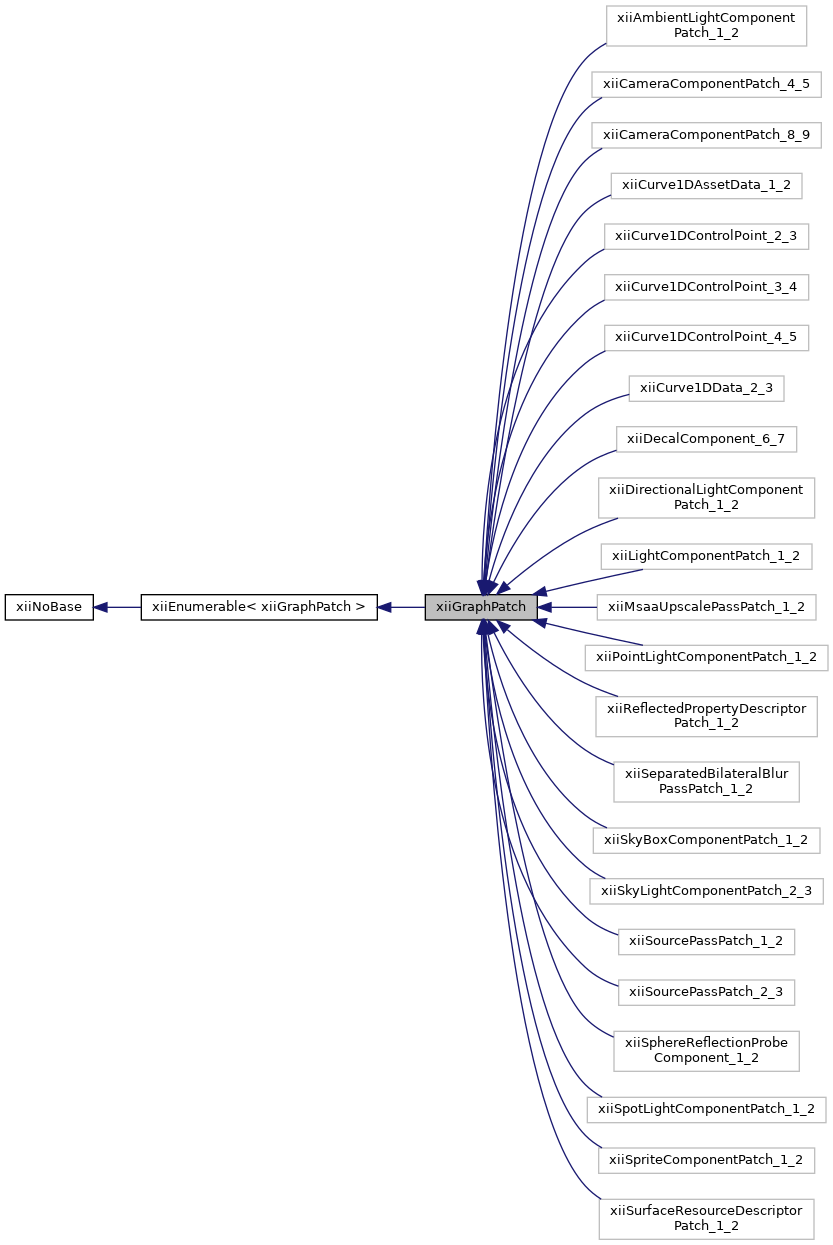 xiiAmbientLightComponent
Patch_1_2
xiiCameraComponentPatch_4_5
xiiCameraComponentPatch_8_9
xiiCurve1DAssetData_1_2
xiiCurve1DControlPoint_2_3
xiiCurve1DControlPoint_3_4
xiiCurve1DControlPoint_4_5
xiiCurve1DData_2_3
xiiDecalComponent_6_7
xiiDirectionalLightComponent
Patch_1_2
xiiLightComponentPatch_1_2
xiiNoBase
xiiEnumerable< xiiGraphPatch >
xiiGraphPatch
xiiMsaaUpscalePassPatch_1_2
xiiPointLightComponentPatch_1_2
xiiReflectedPropertyDescriptor
Patch_1_2
xiiSeparatedBilateralBlur
PassPatch_1_2
xiiSkyBoxComponentPatch_1_2
xiiSkyLightComponentPatch_2_3
xiiSourcePassPatch_1_2
xiiSourcePassPatch_2_3
xiiSphereReflectionProbe
Component_1_2
xiiSpotLightComponentPatch_1_2
xiiSpriteComponentPatch_1_2
xiiSurfaceResourceDescriptor
Patch_1_2